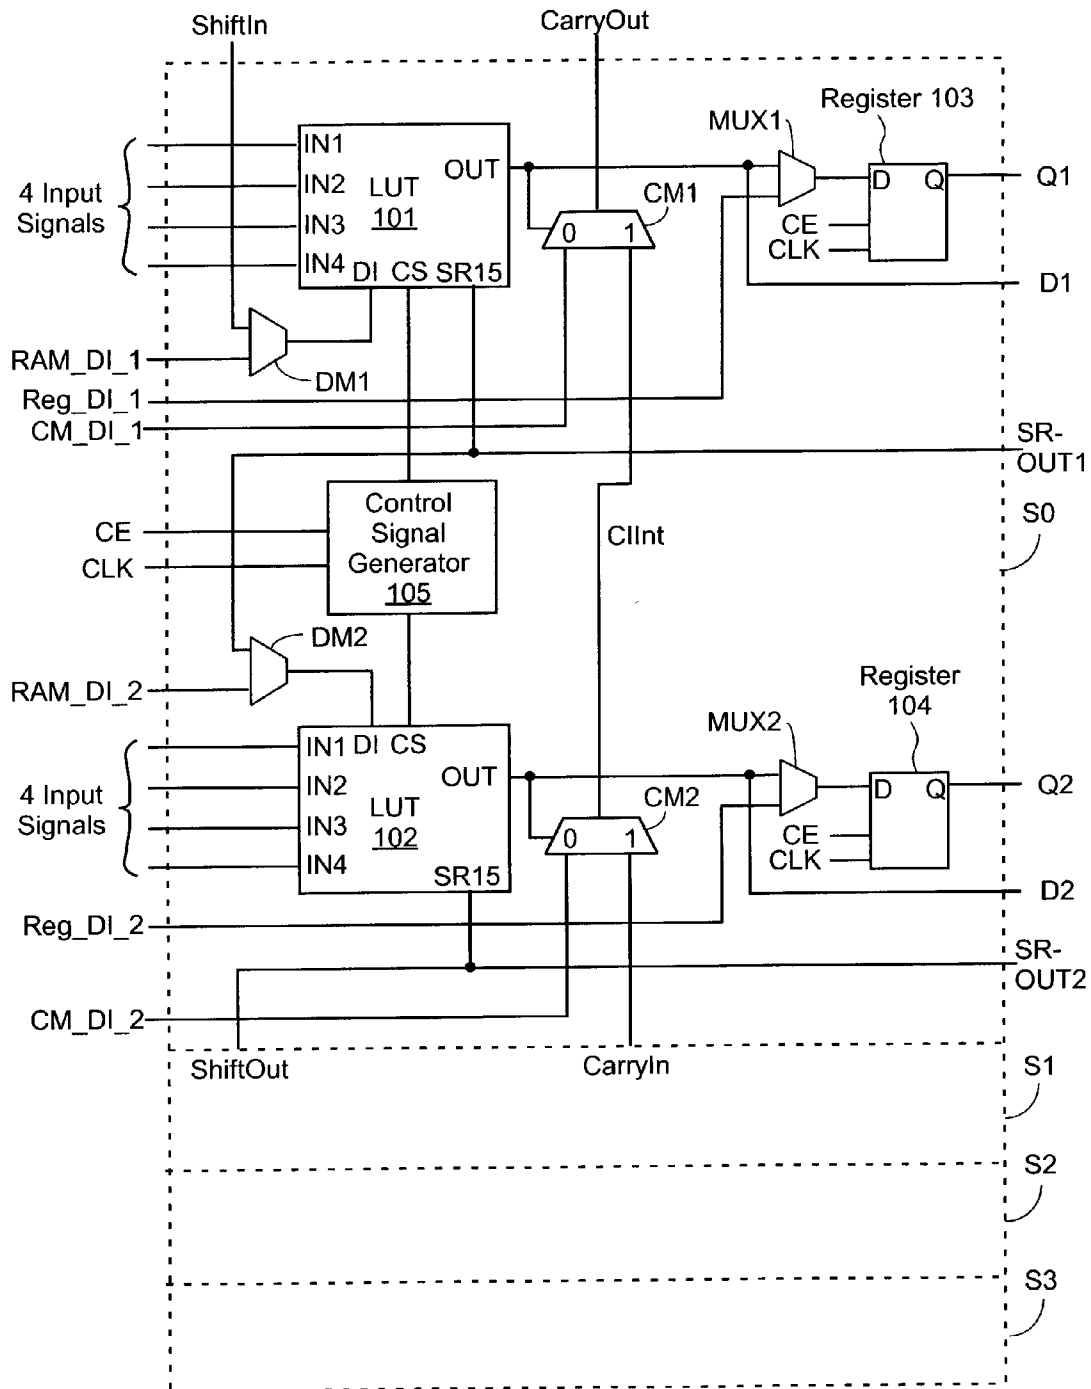 ShiftIn
CarryOut
Register 103
MUX1
IN1
IN2
IN3
IN4
OUT
LUT
101
4 Input
Signals
CM1
0
1
D
Q
Q1
CE
CLK
DI
CS
SR15
D1
RAM_DI_1
DM1
Reg_DI_1
CM_DI_1
SR-
OUT1
Control
Signal
Generator
105
CE
CLK
CIInt
S0
DM2
RAM_DI_2
Register
104
MUX2
IN1
DI
CS
IN2
IN3
IN4
OUT
LUT
102
4 Input
Signals
CM2
0
1
D
Q
Q2
CE
CLK
SR15
D2
Reg_DI_2
SR-
OUT2
CM_DI_2
ShiftOut
CarryIn
S1
S2
S3